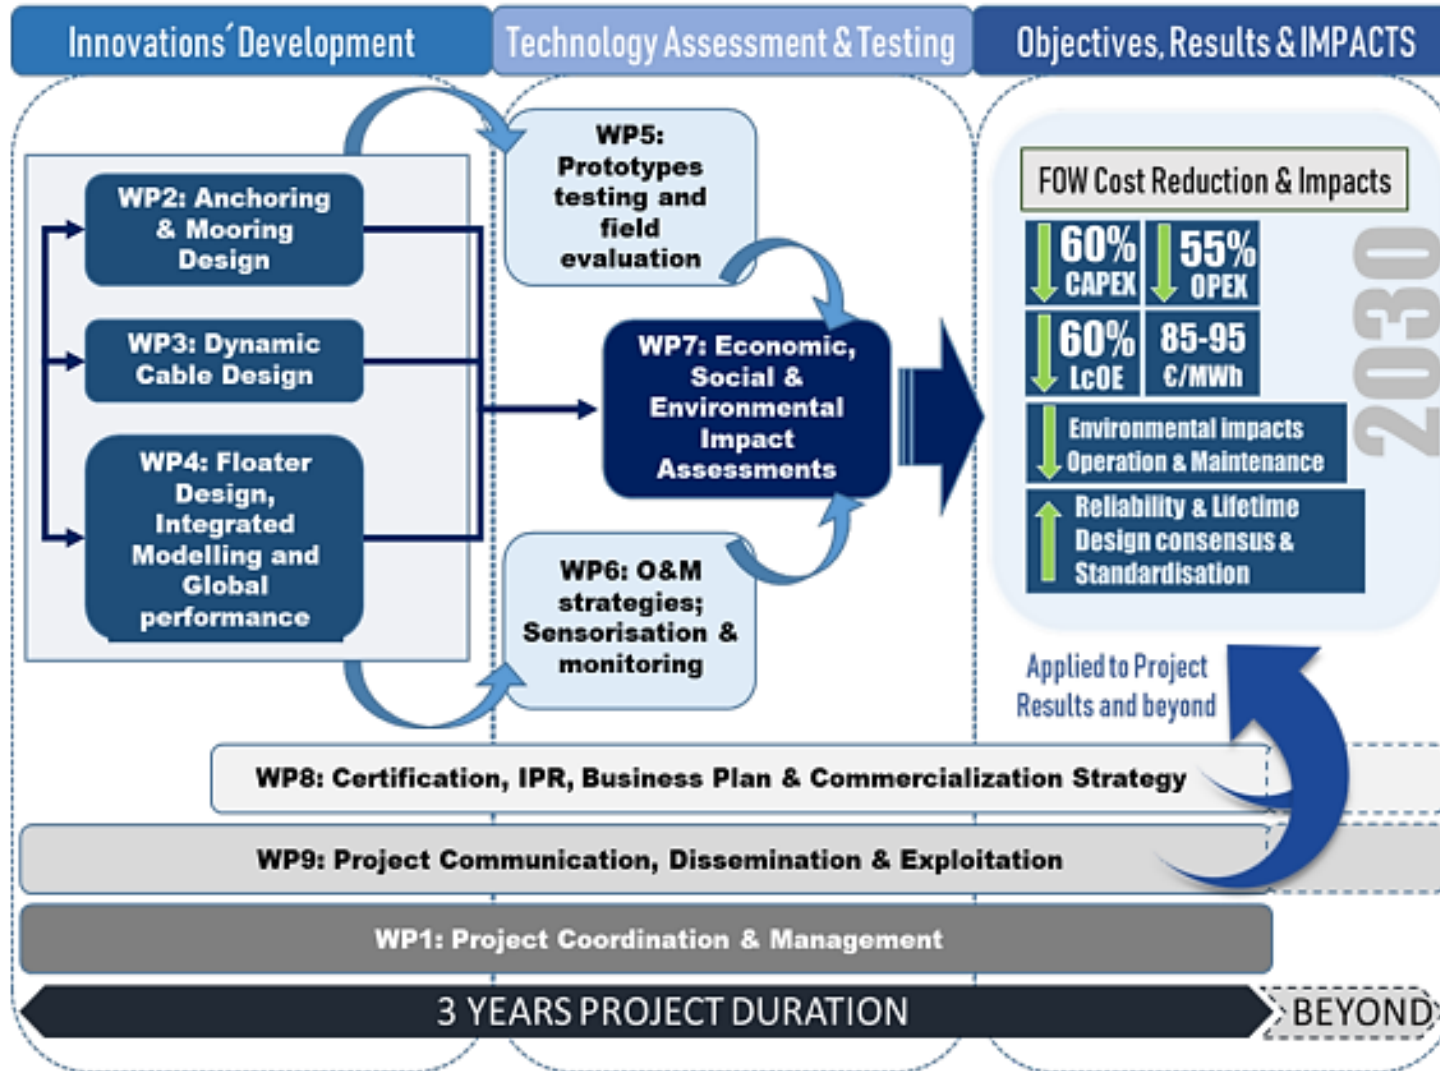 Innovations´ Development
Technology Assessment & Testing
Objectives, Results & IMPACTS
WP2: Anchoring
& Mooring
Design
WP3: Dynamic
Cable Design
WP4: Floater
Design,
Integrated
Modelling and
Global
performance
WP5:
Prototypes
testing and
field
evaluation
WP7: Economic,
Social &
Environmental
Impact
Assessments
WP6: O&M
strategies;
Sensorisation &
monitoring
FOW Cost Reduction & Impacts
60%
CAPEX
55%
OPEX
60%
LcOE
85-95
€/MWh
Environmental impacts
Operation & Maintenance
Reliability & Lifetime
Design consensus &
Standardisation
2030
Applied to Project
Results and beyond
WP8: Certification, IPR, Business Plan & Commercialization Strategy
WP9: Project Communication, Dissemination & Exploitation
WP1: Project Coordination & Management
3 YEARS PROJECT DURATION
BEYOND